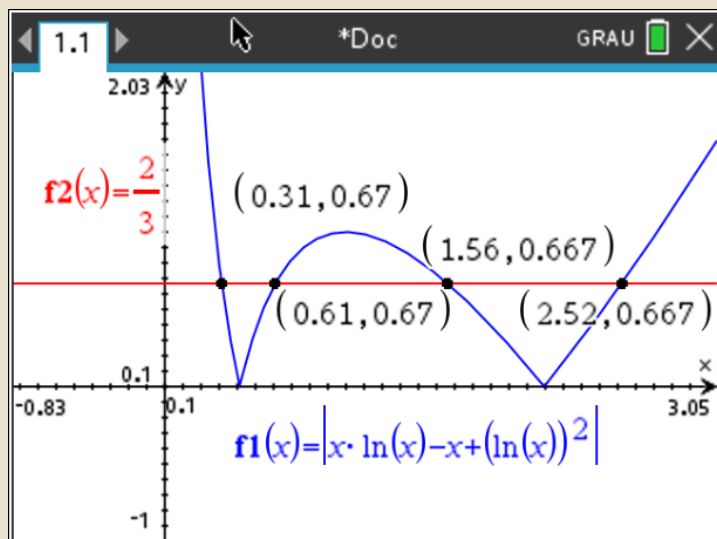 1.1 *Doc GRAU
2.03 y
f2(x)=2/3
(0.31,0.67)
(1.56,0.667)
(0.61,0.67) (2.52,0.667)
0.1 x
-0.83 0.1 3.05
f1(x)=|x·ln(x)−x+(ln(x))²|
-1